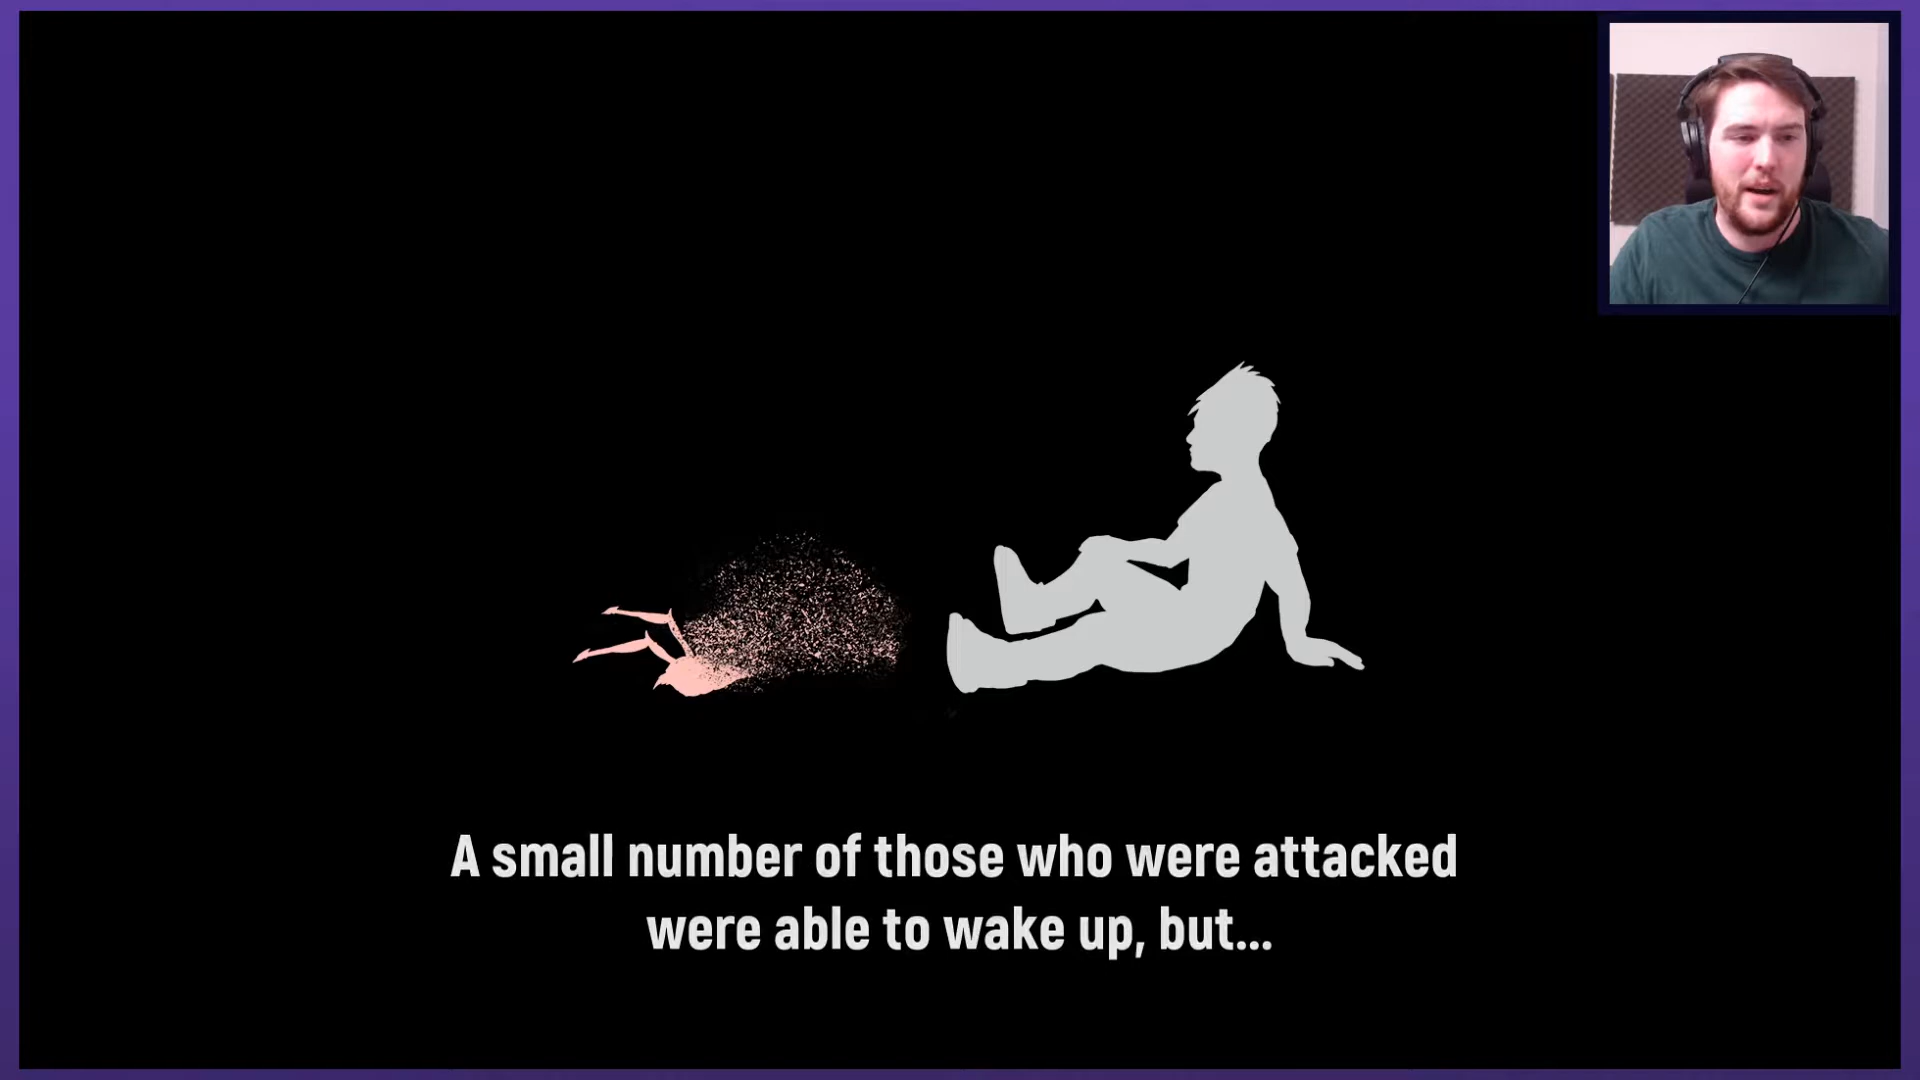 A small number of those who were attacked
were able to wake up, but...